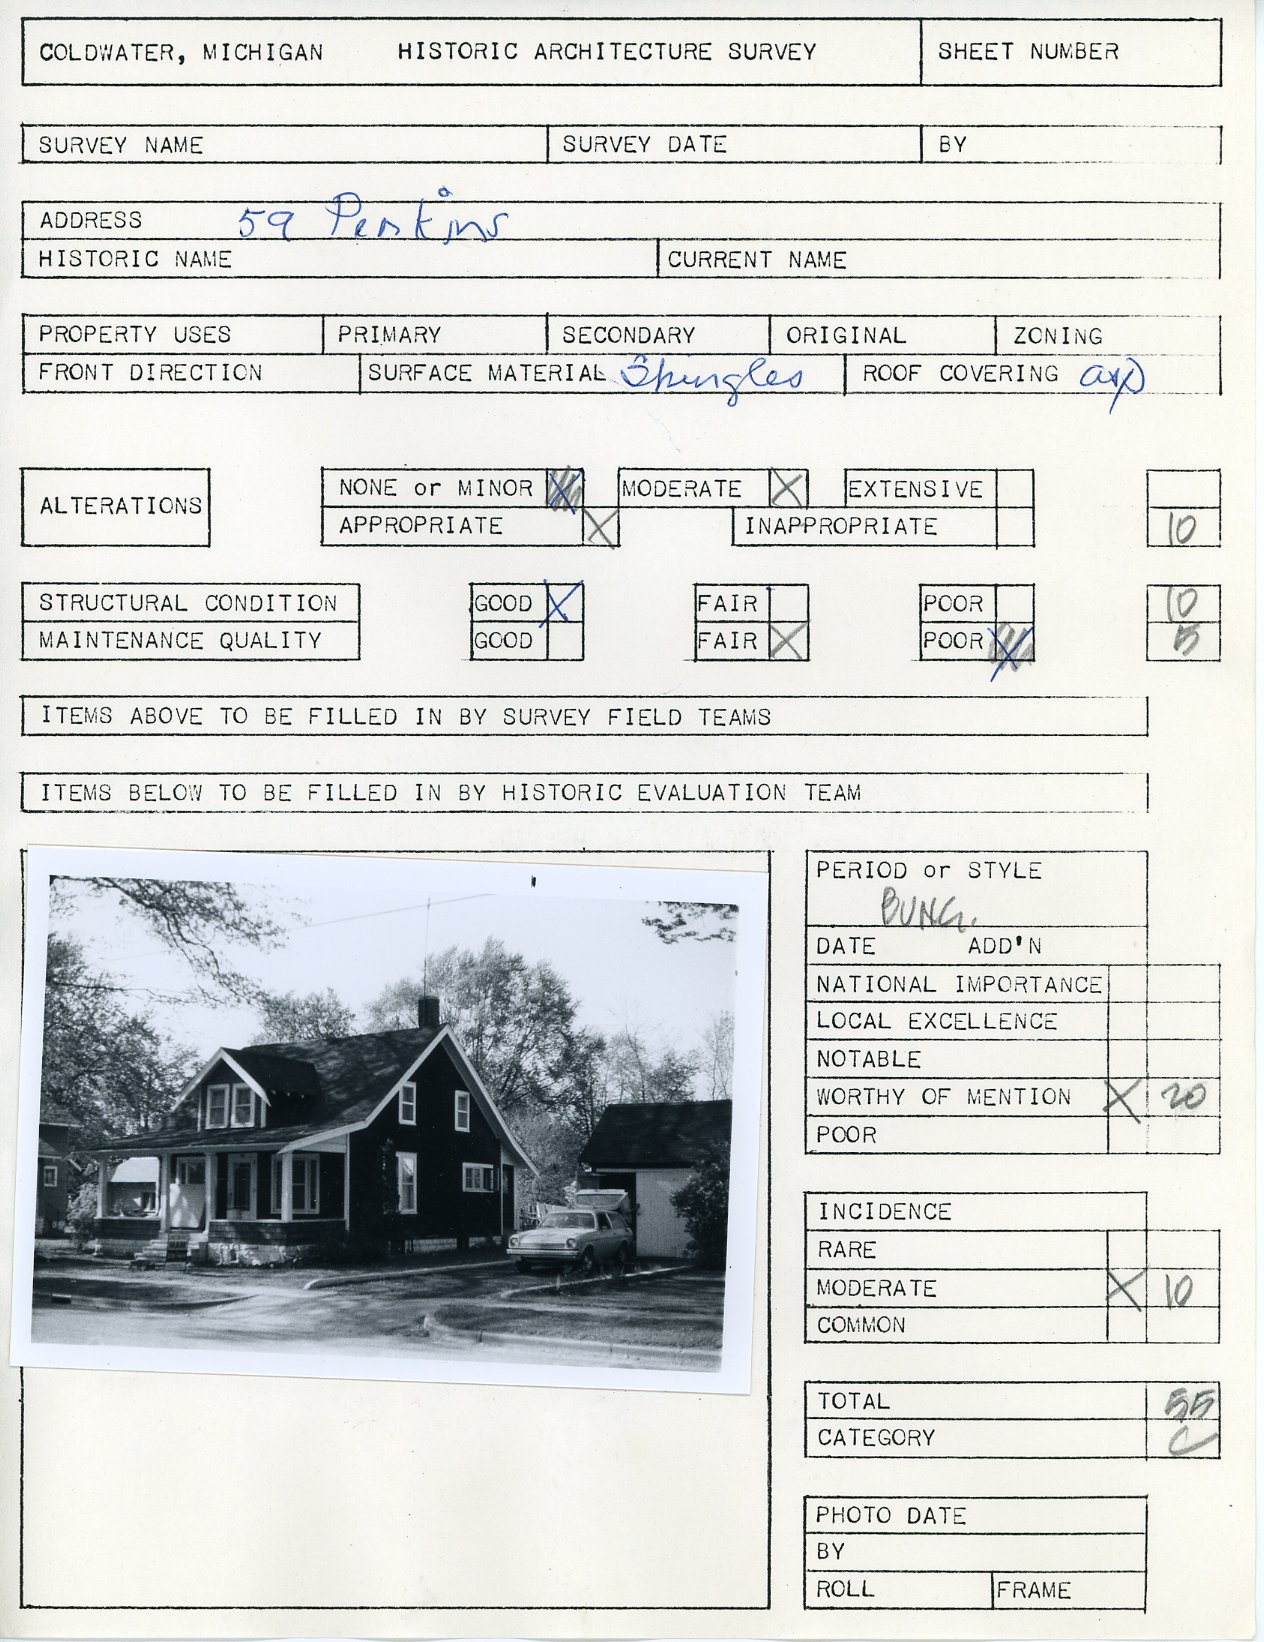 COLDWATER, MICHIGAN HISTORIC ARCHITECTURE SURVEY SHEET NUMBER
SURVEY NAME SURVEY DATE BY
ADDRESS 59 Perkins
HISTORIC NAME CURRENT NAME
PROPERTY USES PRIMARY SECONDARY ORIGINAL ZONING
FRONT DIRECTION SURFACE MATERIAL Shingles ROOF COVERING asp
ALTERATIONS NONE or MINOR X MODERATE X EXTENSIVE
APPROPRIATE X INAPPROPRIATE 10
STRUCTURAL CONDITION GOOD X FAIR POOR 10
MAINTENANCE QUALITY GOOD FAIR X POOR X 5
ITEMS ABOVE TO BE FILLED IN BY SURVEY FIELD TEAMS
ITEMS BELOW TO BE FILLED IN BY HISTORIC EVALUATION TEAM
PERIOD or STYLE
BUNG.
DATE ADD'N
NATIONAL IMPORTANCE
LOCAL EXCELLENCE
NOTABLE
WORTHY OF MENTION X 20
POOR
INCIDENCE
RARE
MODERATE X 10
COMMON
TOTAL 55
CATEGORY C
PHOTO DATE
BY
ROLL FRAME